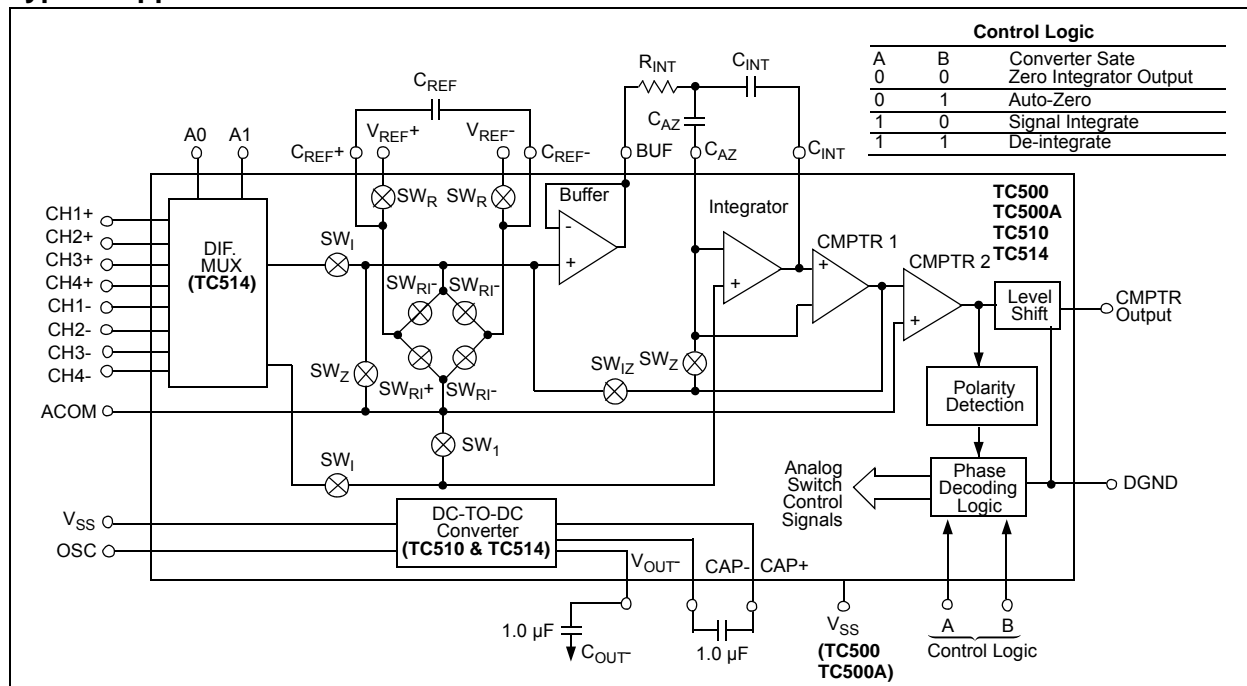 Control Logic
A B Converter Sate
0 0 Zero Integrator Output
0 1 Auto-Zero
1 0 Signal Integrate
1 1 De-integrate
RINT
CINT
CREF
CAZ
A0 A1
VREF+ VREF-
CREF+ CREF- BUF CAZ CINT
SWR SWR
Buffer
-
+
Integrator
+
CMPTR 1
+
CMPTR 2
+
TC500
TC500A
TC510
TC514
CH1+
CH2+
CH3+
CH4+
CH1-
CH2-
CH3-
CH4-
DIF.
MUX
(TC514)
SWI
SWRI- SWRI-
SWZ
SWRI+ SWRI-
SWIZ
SWZ
Level
Shift
CMPTR
Output
Polarity
Detection
ACOM
SW1
SWI
Analog
Switch
Control
Signals
Phase
Decoding
Logic
DGND
VSS
OSC
DC-TO-DC
Converter
(TC510 & TC514)
VOUT- CAP- CAP+
1.0 µF
COUT-
1.0 µF
VSS
(TC500
TC500A)
A B
Control Logic